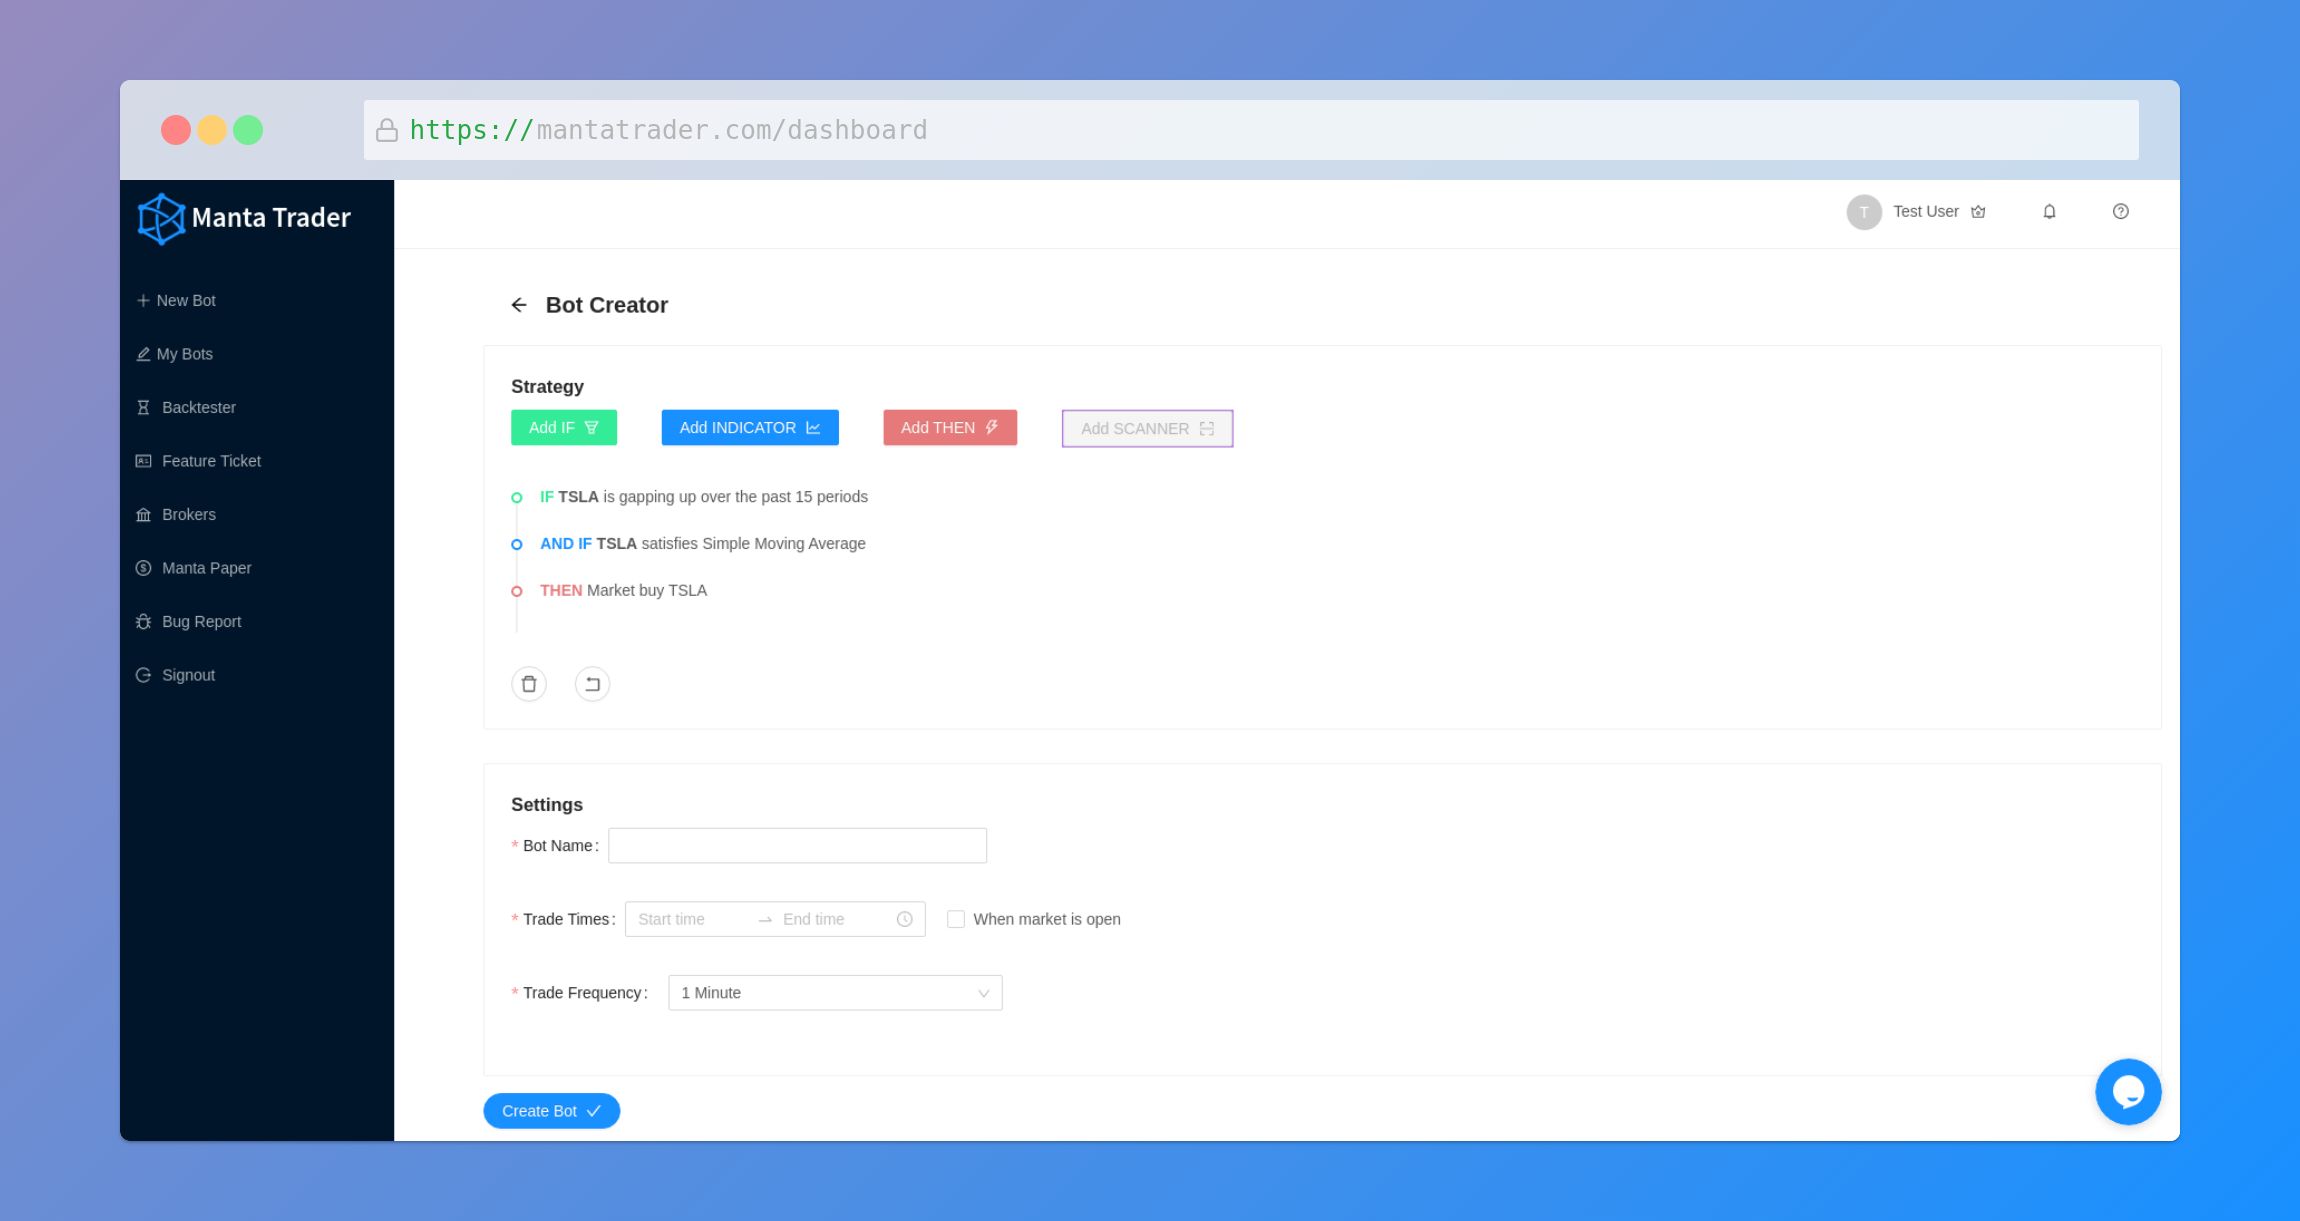 https://mantatrader.com/dashboard
Manta Trader
T Test User
New Bot
My Bots
Backtester
Feature Ticket
Brokers
Manta Paper
Bug Report
Signout
Bot Creator
Strategy
Add IF Add INDICATOR Add THEN Add SCANNER
IF TSLA is gapping up over the past 15 periods
AND IF TSLA satisfies Simple Moving Average
THEN Market buy TSLA
Settings
* Bot Name:
* Trade Times: Start time → End time When market is open
* Trade Frequency: 1 Minute
Create Bot